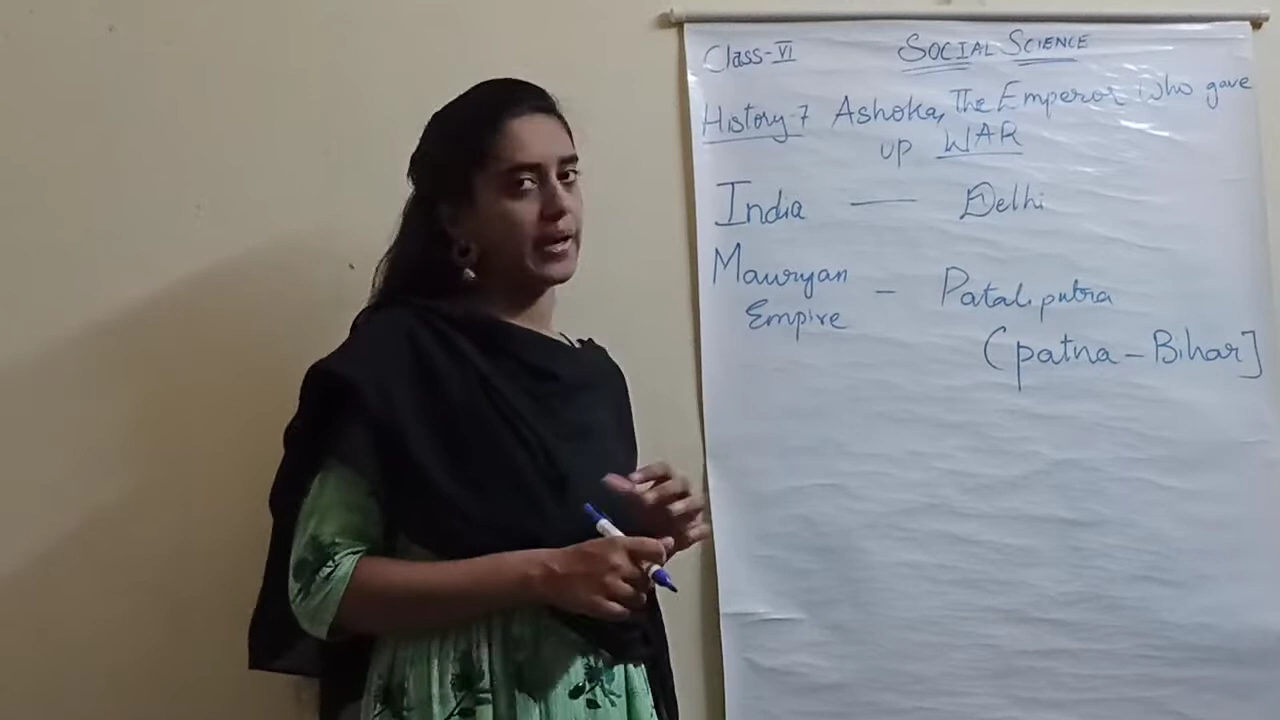 Class-VI SOCIAL SCIENCE
History-7 Ashoka, The Emperor who gave
up WAR
India — Delhi
Mauryan - Pataliputra
Empire
(patna - Bihar]